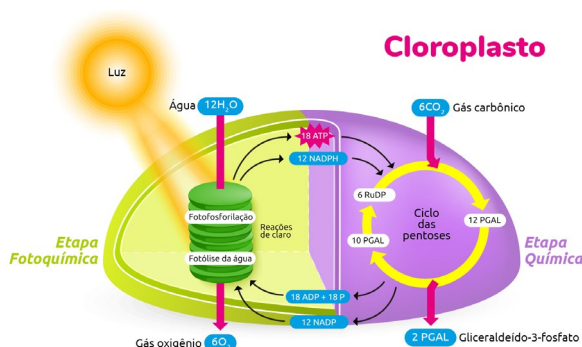 Cloroplasto
Luz
Água 12H₂O
6CO₂ Gás carbônico
18 ATP
12 NADPH
6 RuDP
Fotofosforilação
Reações
de claro
Ciclo
das
pentoses
12 PGAL
10 PGAL
Etapa
Fotoquímica
Etapa
Química
Fotólise da água
18 ADP + 18 P
12 NADP
Gás oxigênio 6O₂
2 PGAL Gliceraldeído-3-fosfato